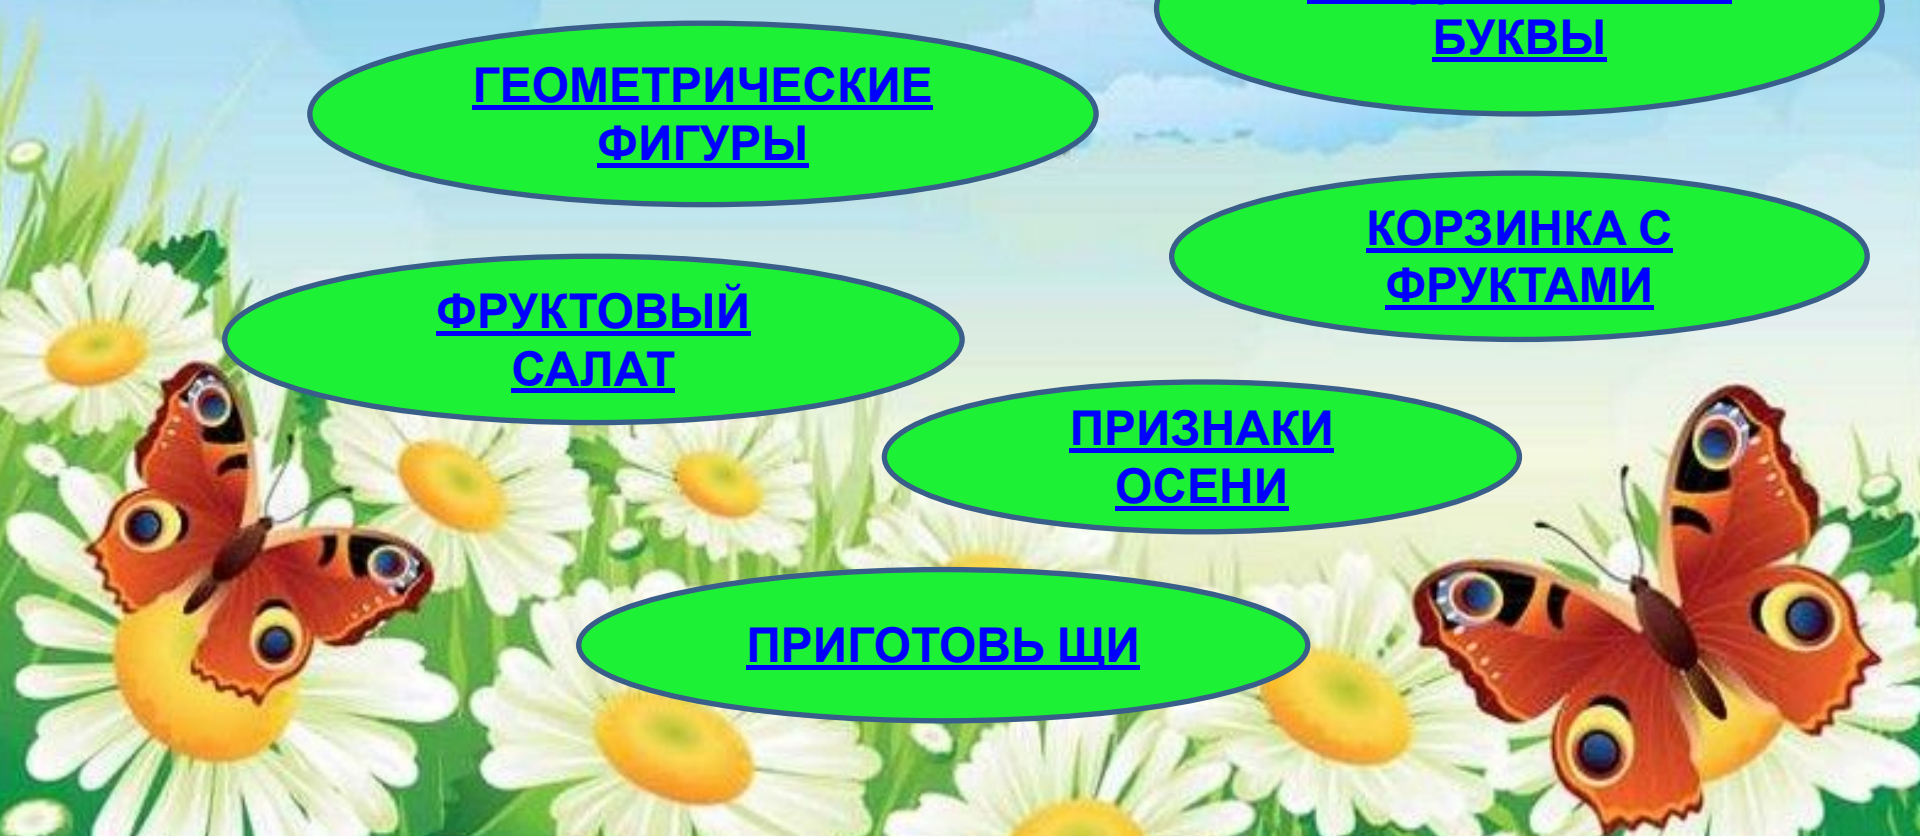 БУКВЫ
ГЕОМЕТРИЧЕСКИЕ
ФИГУРЫ
КОРЗИНКА С
ФРУКТАМИ
ФРУКТОВЫЙ
САЛАТ
ПРИЗНАКИ
ОСЕНИ
ПРИГОТОВЬ ЩИ